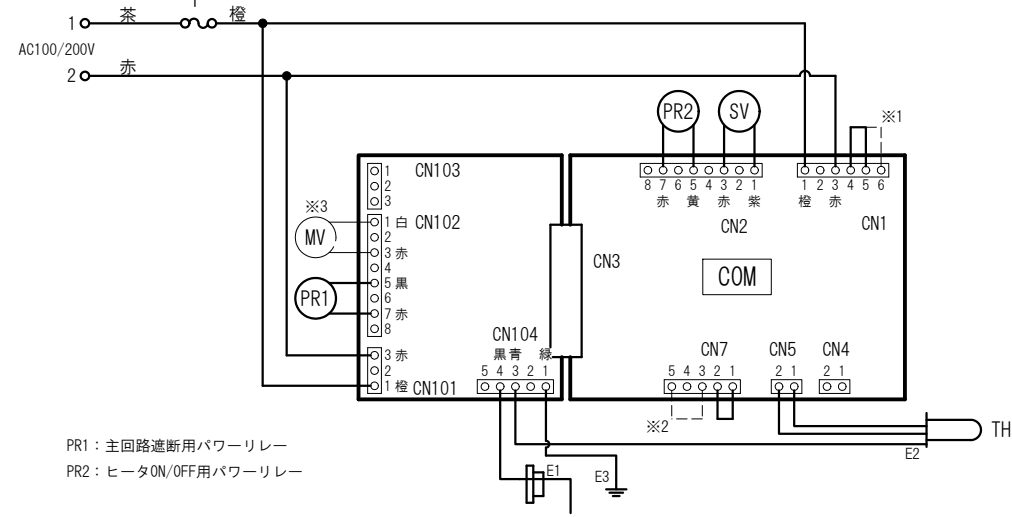 1 茶 橙
AC100/200V
2 赤
PR2 SV ※1
8 7 6 5 4 3 2 1
赤 黄 赤 紫
CN2
1 2 3 4 5 6
橙 赤
CN1
1 CN103
2
3
※3
MV
1 白 CN102
2
3 赤
4
5 黒
PR1
6
7 赤
8
3 赤
2
1 橙 CN101
CN104
黒 青 緑
5 4 3 2 1
CN3
COM
CN7 CN5 CN4
5 4 3 2 1 2 1 2 1
※2
TH
E2
E1
E3
PR1：主回路遮断用パワーリレー
PR2：ヒータON/OFF用パワーリレー